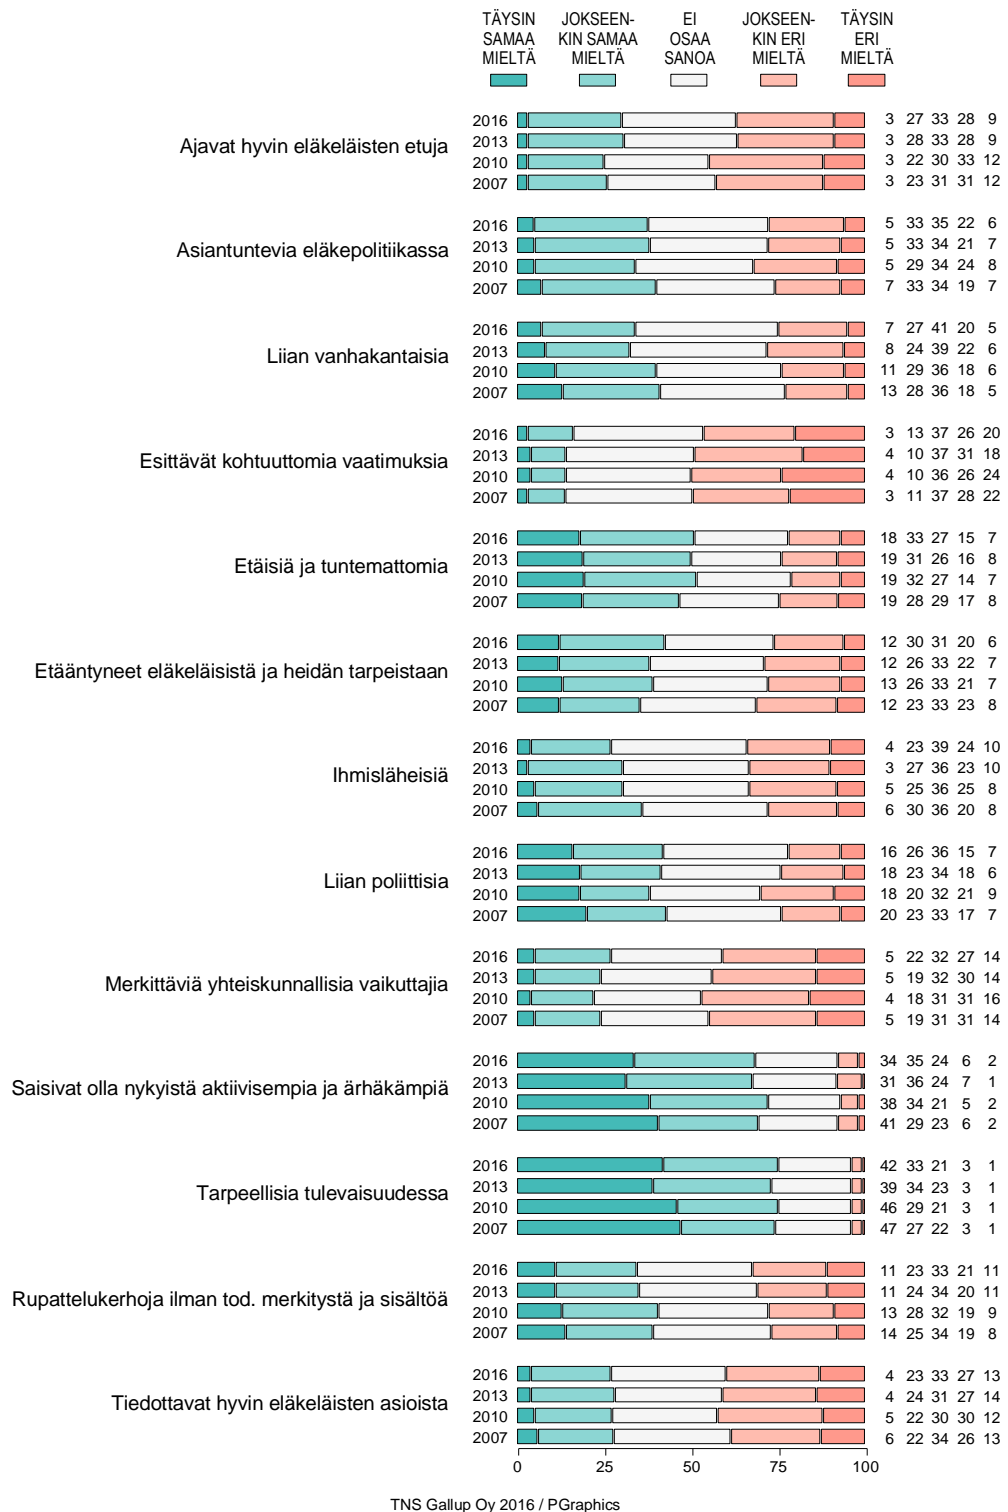 TÄYSIN JOKSEEN- EI JOKSEEN- TÄYSIN
SAMAA KIN SAMAA OSAA KIN ERI ERI
MIELTÄ MIELTÄ SANOA MIELTÄ MIELTÄ
2016 3 27 33 28 9
Ajavat hyvin eläkeläisten etuja
2013 3 28 33 28 9
2010 3 22 30 33 12
2007 3 23 31 31 12
2016 5 33 35 22 6
Asiantuntevia eläkepolitiikassa
2013 5 33 34 21 7
2010 5 29 34 24 8
2007 7 33 34 19 7
2016 7 27 41 20 5
Liian vanhakantaisia
2013 8 24 39 22 6
2010 11 29 36 18 6
2007 13 28 36 18 5
2016 3 13 37 26 20
Esittävät kohtuuttomia vaatimuksia
2013 4 10 37 31 18
2010 4 10 36 26 24
2007 3 11 37 28 22
2016 18 33 27 15 7
Etäisiä ja tuntemattomia
2013 19 31 26 16 8
2010 19 32 27 14 7
2007 19 28 29 17 8
2016 12 30 31 20 6
Etääntyneet eläkeläisistä ja heidän tarpeistaan
2013 12 26 33 22 7
2010 13 26 33 21 7
2007 12 23 33 23 8
2016 4 23 39 24 10
Ihmisläheisiä
2013 3 27 36 23 10
2010 5 25 36 25 8
2007 6 30 36 20 8
2016 16 26 36 15 7
Liian poliittisia
2013 18 23 34 18 6
2010 18 20 32 21 9
2007 20 23 33 17 7
2016 5 22 32 27 14
Merkittäviä yhteiskunnallisia vaikuttajia
2013 5 19 32 30 14
2010 4 18 31 31 16
2007 5 19 31 31 14
2016 34 35 24 6 2
Saisivat olla nykyistä aktiivisempia ja ärhäkämpiä
2013 31 36 24 7 1
2010 38 34 21 5 2
2007 41 29 23 6 2
2016 42 33 21 3 1
Tarpeellisia tulevaisuudessa
2013 39 34 23 3 1
2010 46 29 21 3 1
2007 47 27 22 3 1
2016 11 23 33 21 11
Rupattelukerhoja ilman tod. merkitystä ja sisältöä
2013 11 24 34 20 11
2010 13 28 32 19 9
2007 14 25 34 19 8
2016 4 23 33 27 13
Tiedottavat hyvin eläkeläisten asioista
2013 4 24 31 27 14
2010 5 22 30 30 12
2007 6 22 34 26 13
0 25 50 75 100
TNS Gallup Oy 2016 / PGraphics